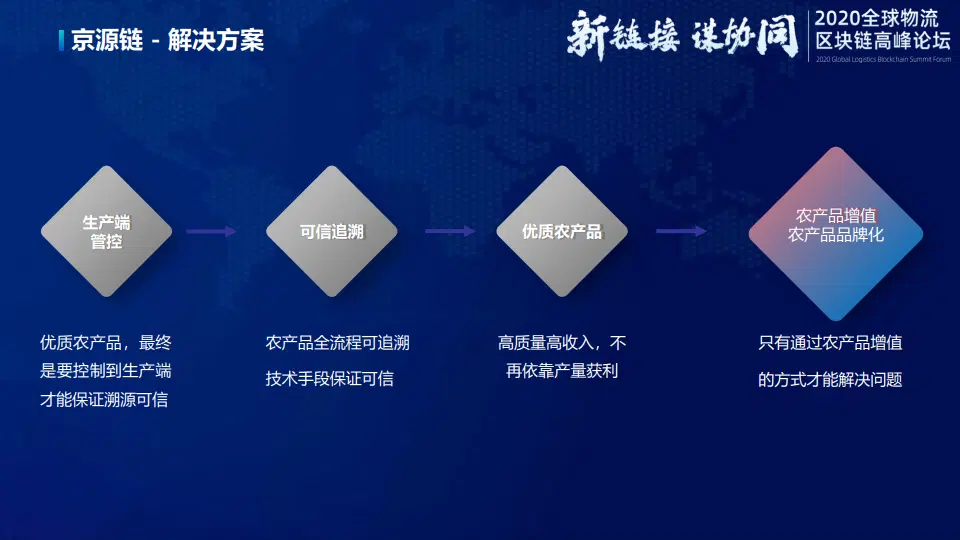 京源链 - 解决方案
新链接 谋协同
2020全球物流
区块链高峰论坛
2020 Global Logistics Blockchain Summit Forum
生产端
管控
可信追溯
优质农产品
农产品增值
农产品品牌化
优质农产品，最终
是要控制到生产端
才能保证溯源可信
农产品全流程可追溯
技术手段保证可信
高质量高收入，不
再依靠产量获利
只有通过农产品增值
的方式才能解决问题